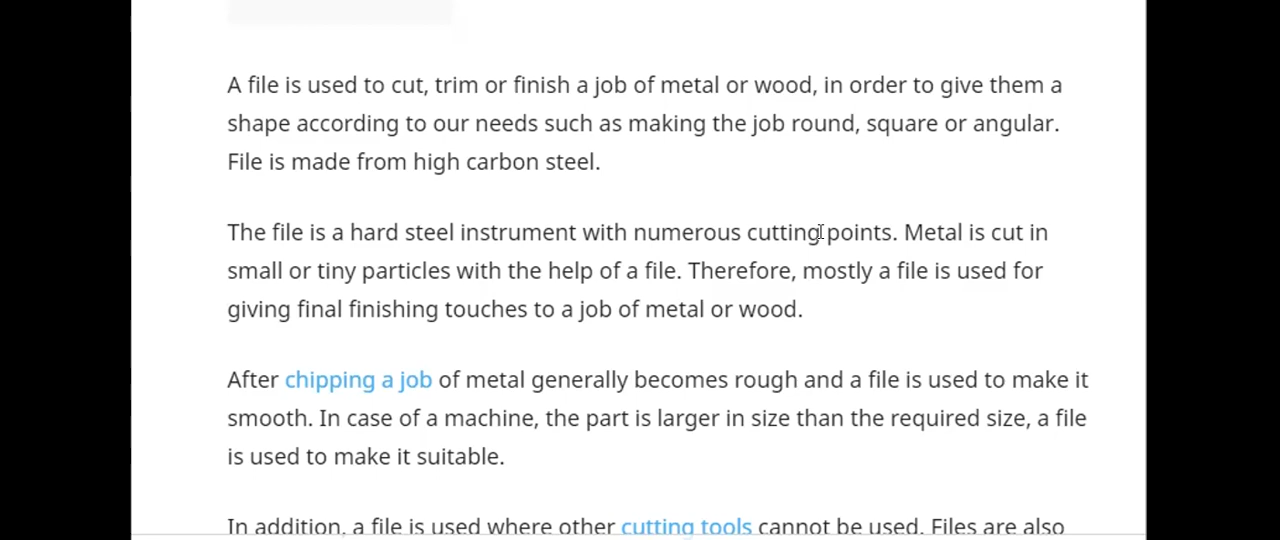 A file is used to cut, trim or finish a job of metal or wood, in order to give them a
shape according to our needs such as making the job round, square or angular.
File is made from high carbon steel.
The file is a hard steel instrument with numerous cutting points. Metal is cut in
small or tiny particles with the help of a file. Therefore, mostly a file is used for
giving final finishing touches to a job of metal or wood.
After chipping a job of metal generally becomes rough and a file is used to make it
smooth. In case of a machine, the part is larger in size than the required size, a file
is used to make it suitable.
In addition, a file is used where other cutting tools cannot be used. Files are also